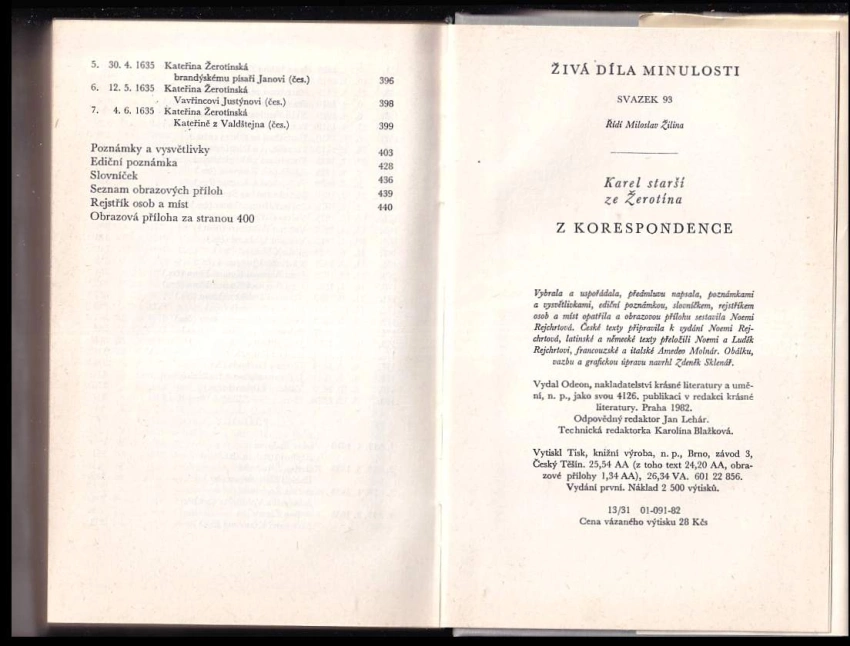 5. 30. 4. 1635 Kateřina Žerotínská
brandýskému písaři Janovi (čes.) 396
6. 12. 5. 1635 Kateřina Žerotínská
Vavřincovi Justýnovi (čes.) 398
7. 4. 6. 1635 Kateřina Žerotínská
Kateřině z Valdštejna (čes.) 399
Poznámky a vysvětlivky 403
Ediční poznámka 428
Slovníček 436
Seznam obrazových příloh 439
Rejstřík osob a míst 440
Obrazová příloha za stranou 400
ŽIVÁ DÍLA MINULOSTI
SVAZEK 93
Řídí Miloslav Žilina
Karel starší
ze Žerotína
Z KORESPONDENCE
Vybrala a uspořádala, předmluvu napsala, poznámkami
a vysvětlivkami, ediční poznámkou, slovníčkem, rejstříkem
osob a míst opatřila a obrazovou přílohu sestavila Noemi
Rejchrtová. České texty připravila k vydání Noemi Rej-
chrtová, latinské a německé texty přeložili Noemi a Luděk
Rejchrtovi, francouzské a italské Amedeo Molnár. Obálku,
vazbu a grafickou úpravu navrhl Zdeněk Sklenář.
Vydal Odeon, nakladatelství krásné literatury a umě-
ní, n. p., jako svou 4126. publikaci v redakci krásné
literatury. Praha 1982.
Odpovědný redaktor Jan Lehár.
Technická redaktorka Karolina Blažková.
Vytiskl Tisk, knižní výroba, n. p., Brno, závod 3,
Český Těšín. 25,54 AA (z toho text 24,20 AA, obra-
zové přílohy 1,34 AA), 26,34 VA. 601 22 856.
Vydání první. Náklad 2 500 výtisků.
13/31 01-091-82
Cena vázaného výtisku 28 Kčs